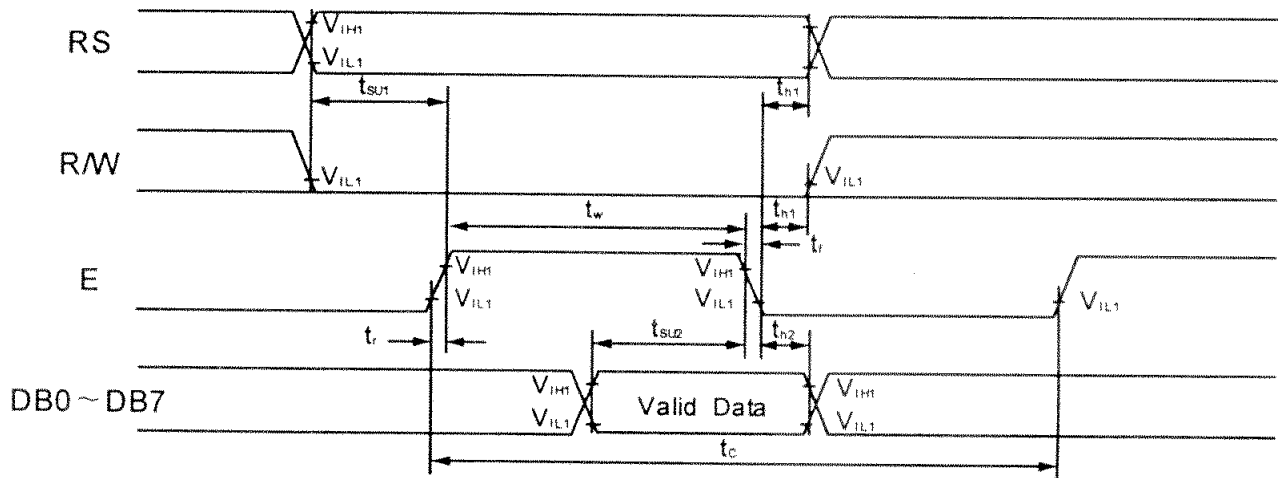 RS
V_IH1
V_IL1
t_SU1
t_h1
R/W
V_IL1
V_IL1
t_w
t_h1
t_f
E
V_IH1
V_IH1
V_IL1
V_IL1
V_IL1
t_r
t_SU2
t_h2
DB0~DB7
V_IH1
V_IL1
Valid Data
V_IH1
V_IL1
t_C